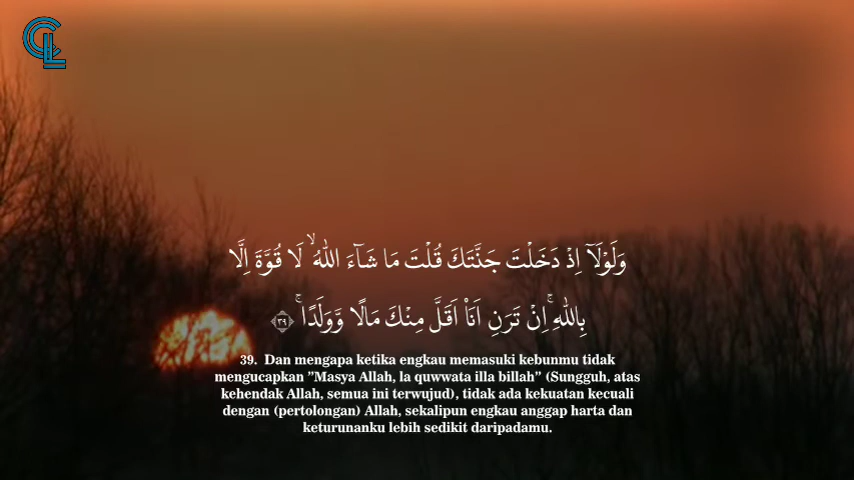 وَلَوْلَآ اِذْ دَخَلْتَ جَنَّتَكَ قُلْتَ مَا شَاۤءَ اللّٰهُ ۙ لَا قُوَّةَ اِلَّا
بِاللّٰهِ ۚاِنْ تَرَنِ اَنَا۠ اَقَلَّ مِنْكَ مَالًا وَّوَلَدًا ۚ ﴿٣٩﴾
39. Dan mengapa ketika engkau memasuki kebunmu tidak
mengucapkan ”Masya Allah, la quwwata illa billah” (Sungguh, atas
kehendak Allah, semua ini terwujud), tidak ada kekuatan kecuali
dengan (pertolongan) Allah, sekalipun engkau anggap harta dan
keturunanku lebih sedikit daripadamu.